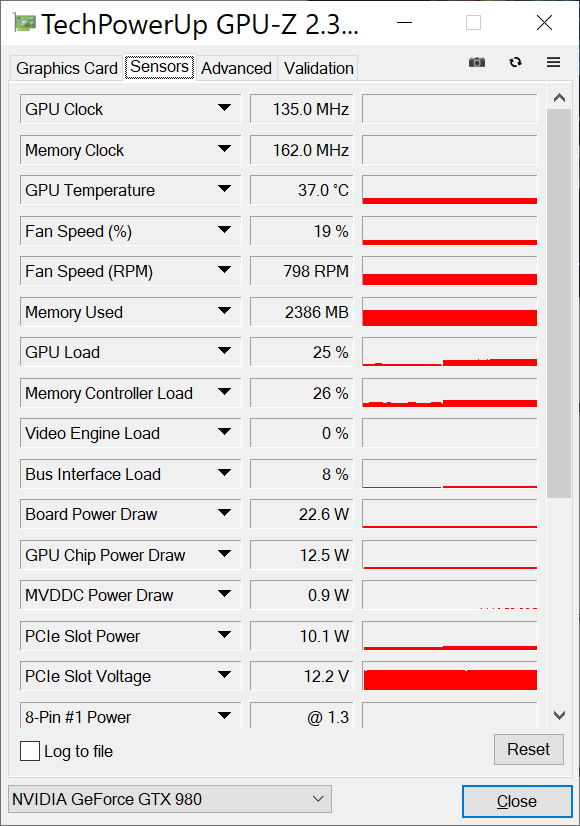 TechPowerUp GPU-Z 2.3...
Graphics Card Sensors Advanced Validation
GPU Clock 135.0 MHz
Memory Clock 162.0 MHz
GPU Temperature 37.0 °C
Fan Speed (%) 19 %
Fan Speed (RPM) 798 RPM
Memory Used 2386 MB
GPU Load 25 %
Memory Controller Load 26 %
Video Engine Load 0 %
Bus Interface Load 8 %
Board Power Draw 22.6 W
GPU Chip Power Draw 12.5 W
MVDDC Power Draw 0.9 W
PCIe Slot Power 10.1 W
PCIe Slot Voltage 12.2 V
8-Pin #1 Power @ 1.3
Log to file Reset
NVIDIA GeForce GTX 980 Close